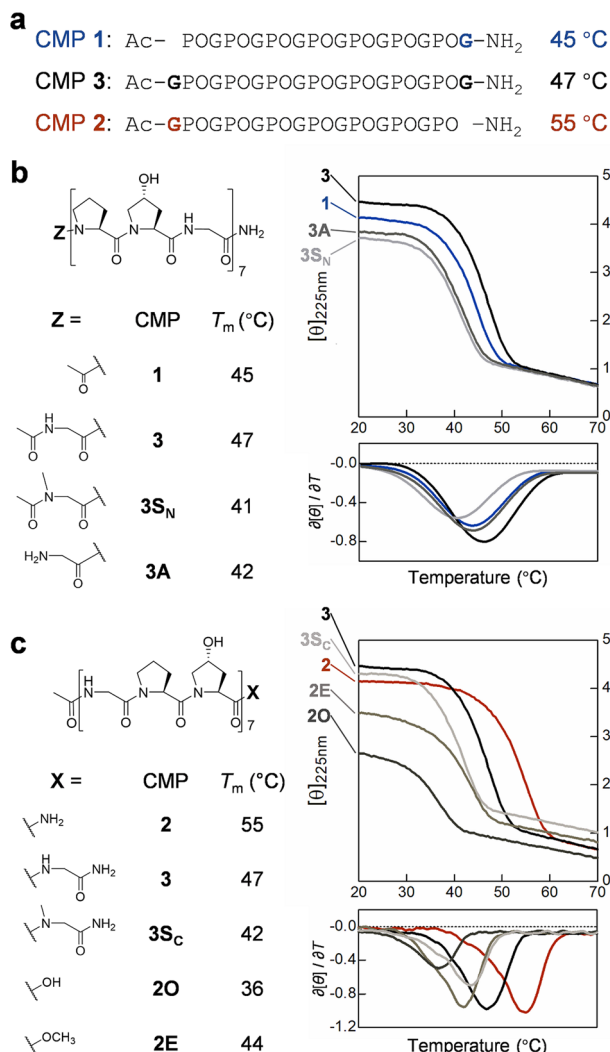 a
CMP 1: Ac- POGPOGPOGPOGPOGPOGPOG-NH2 45 °C
CMP 3: Ac-GPOGPOGPOGPOGPOGPOGPOG-NH2 47 °C
CMP 2: Ac-GPOGPOGPOGPOGPOGPOGPO -NH2 55 °C
b
OH
Z N N H N NH2
O O O 7
Z = CMP Tm (°C)
O 1 45
H N O O 3 47
N O O 3SN 41
H2N O 3A 42
3
1
3A
3SN
[θ]225nm
5
4
3
2
1
0
20 30 40 50 60 70
-0.0
-0.4
-0.8
∂[θ] / ∂T
Temperature (°C)
c
OH
H N N N X
O O O O 7
X = CMP Tm (°C)
NH2 2 55
H N NH2 O 3 47
N NH2 O 3SC 42
OH 2O 36
OCH3 2E 44
3
3SC
2
2E
2O
[θ]225nm
5
4
3
2
1
0
20 30 40 50 60 70
-0.0
-0.4
-0.8
-1.2
∂[θ] / ∂T
Temperature (°C)